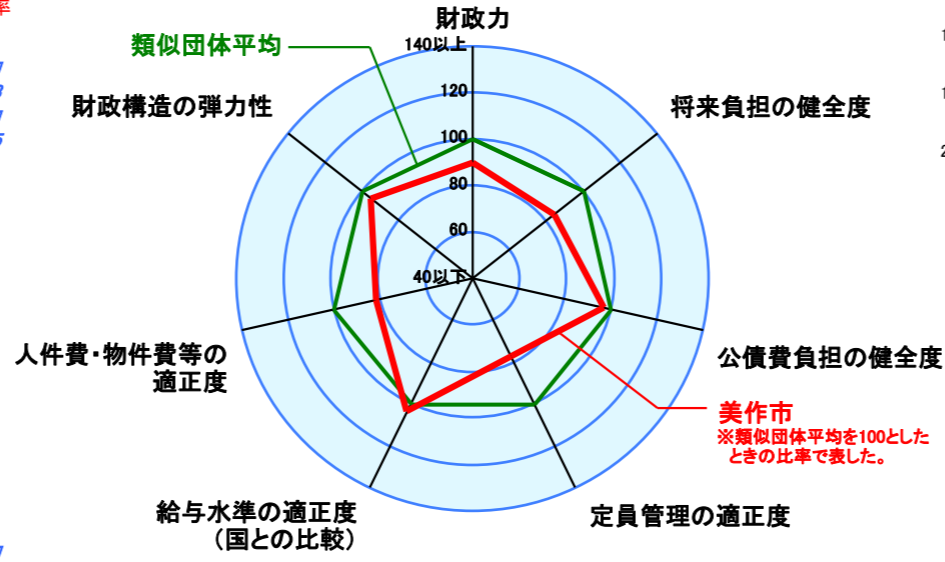 率
財政力
140以上
類似団体平均
120
財政構造の弾力性
将来負担の健全度
100
80
60
40以下
人件費・物件費等の
適正度
公債費負担の健全度
美作市
※類似団体平均を100とした
ときの比率で表した。
給与水準の適正度
(国との比較)
定員管理の適正度